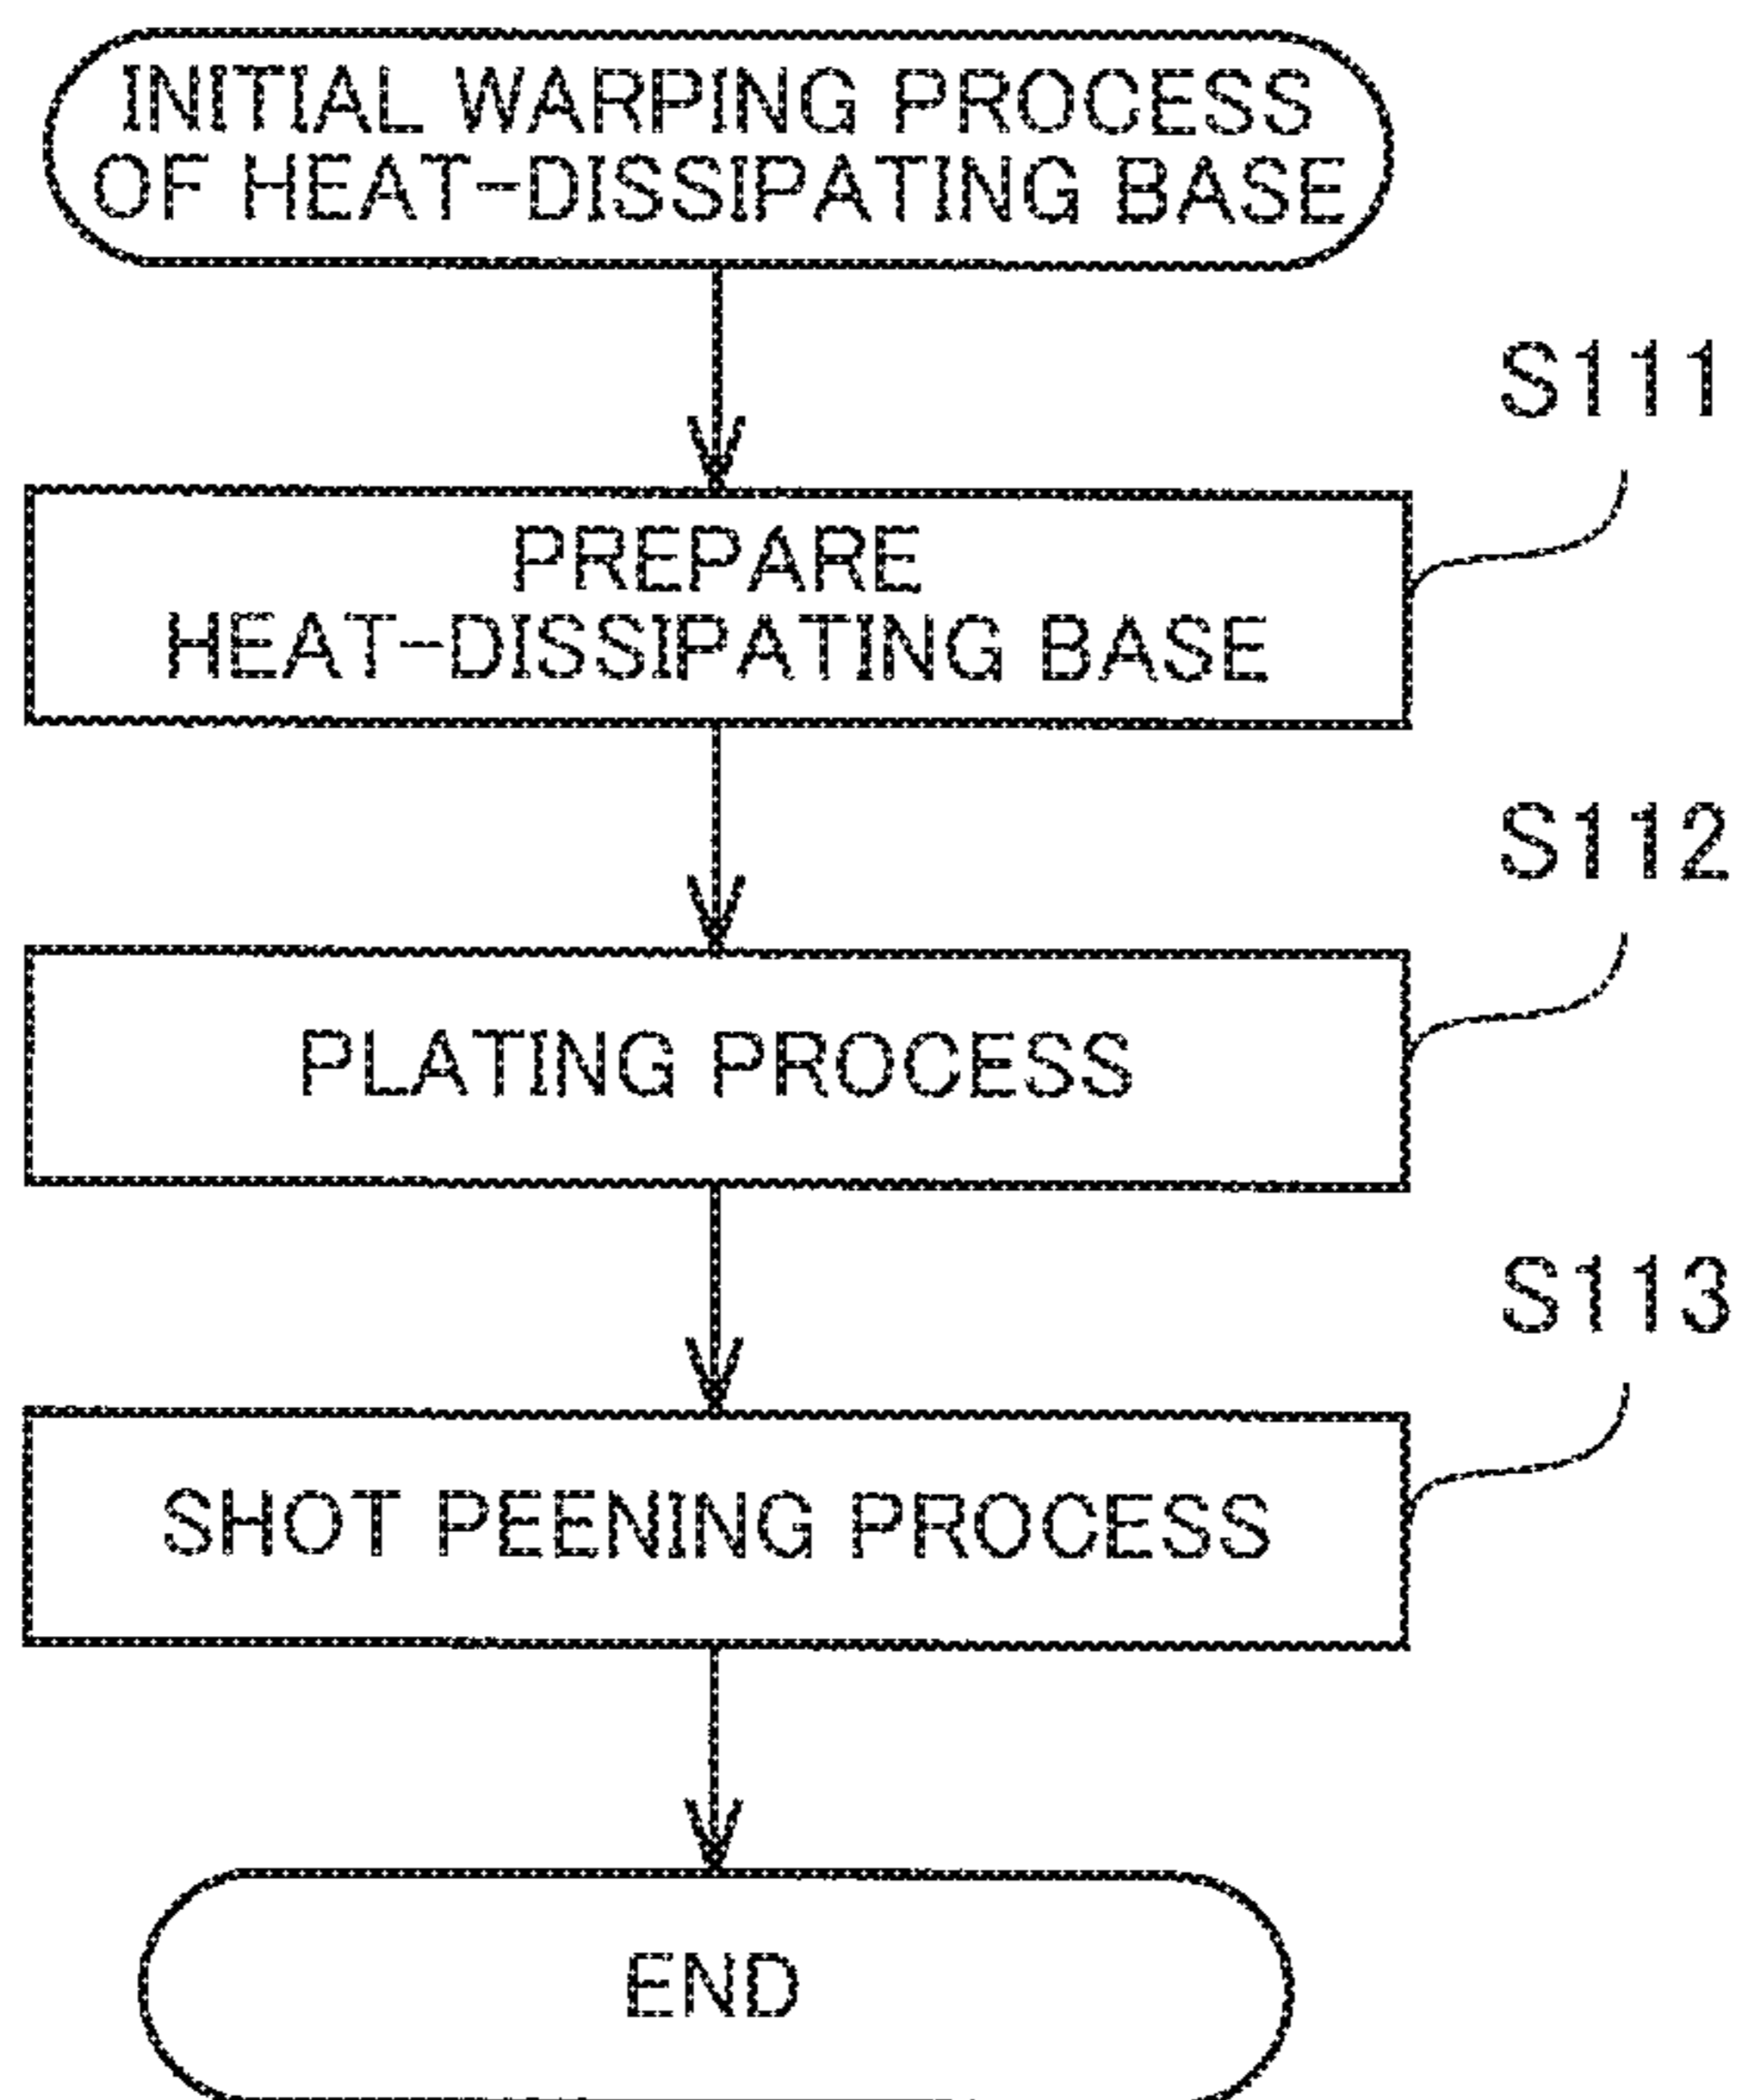 INITIAL WARPING PROCESS
OF HEAT-DISSIPATING BASE
S111
PREPARE
HEAT-DISSIPATING BASE
S112
PLATING PROCESS
S113
SHOT PEENING PROCESS
END